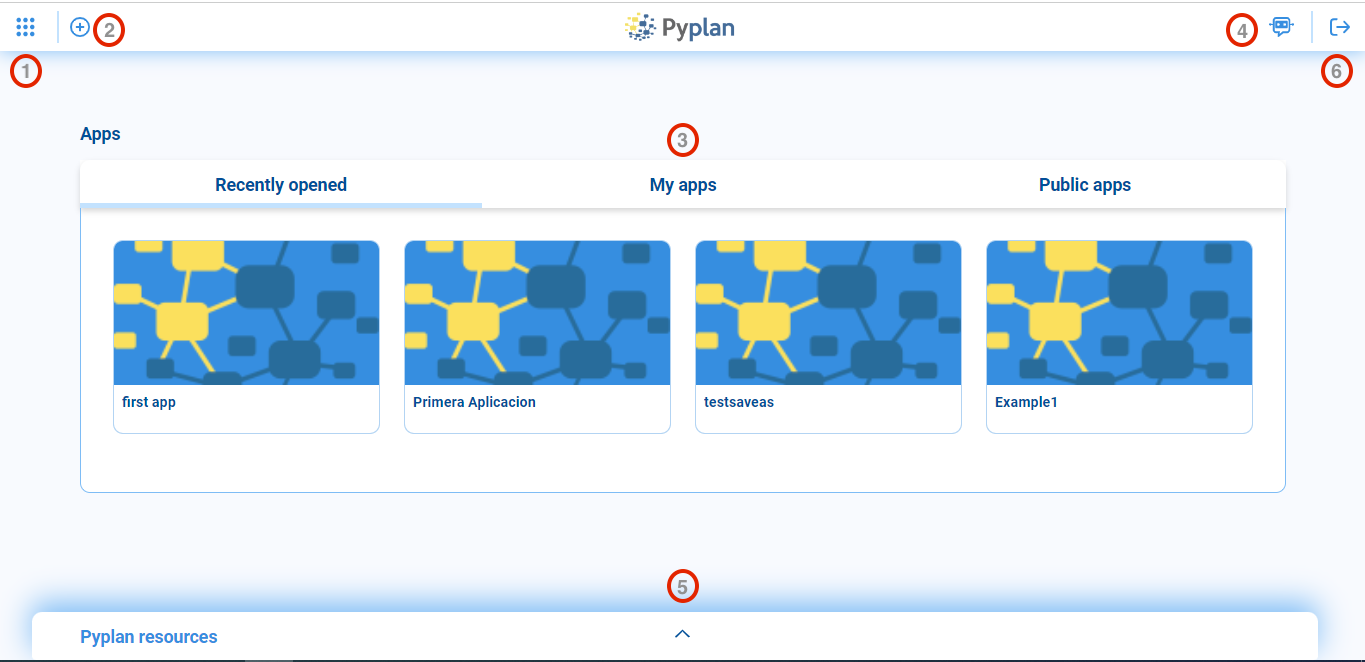 2
Pyplan
4
1
6
Apps
3
Recently opened My apps Public apps
first app Primera Aplicacion testsaveas Example1
5
Pyplan resources